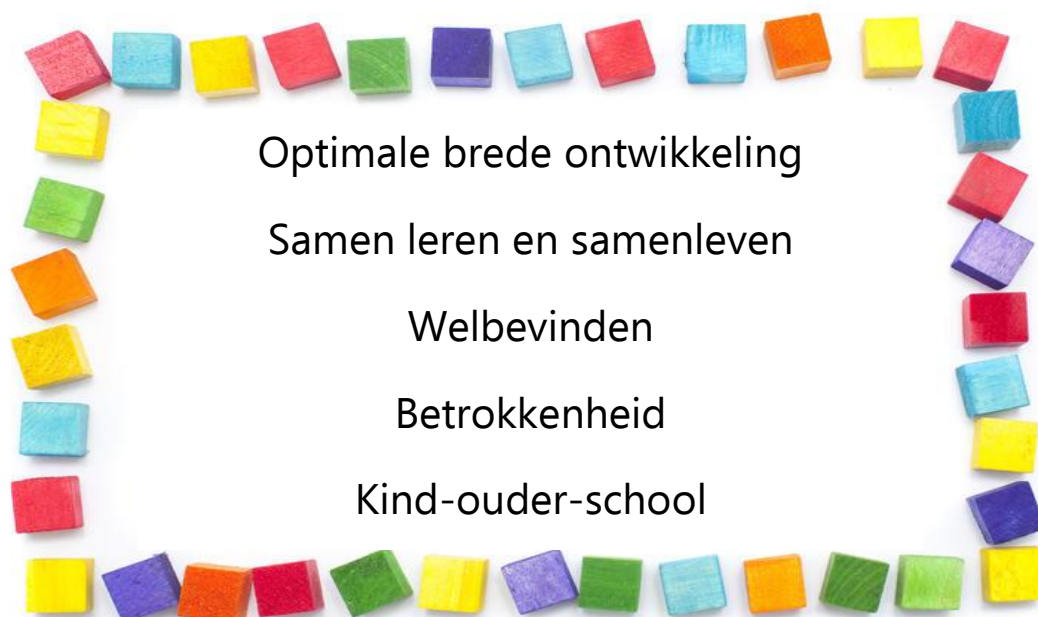 Optimale brede ontwikkeling
Samen leren en samenleven
Welbevinden
Betrokkenheid
Kind-ouder-school